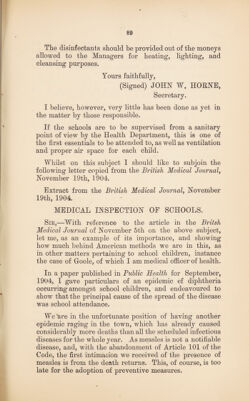 89
The disinfectants should be provided out of the moneys
allowed to the Managers for heating, lighting, and
cleansing purposes.
Yours faithfully,
(Signed) JOHN W. HORNE,
Secretary.
I believe, however, very little has been done as yet in
the matter by those responsible.
If the schools are to be supervised from a sanitary
point of view by the Health Department, this is one of
the first essentials to be attended to, as well as ventilation
and proper air space for each child.
Whilst on this subject I should like to subjoin the
following letter copied from the British Medical Journal,
November 19th, 1904.
Extract from the British Medical Journal, November
19th, 1904.
MEDICAL INSPECTION OF SCHOOLS.
SIR,—With reference to the article in the British
Medical Journal of November 5th on the above subject,
let me, as an example of its importance, and showing
how much behind American methods we are in this, as
in other matters pertaining to school children, instance
the case of Goole, of which I am medical officer of health.
In a paper published in Public Health for September,
1904, I gave particulars of an epidemic of diphtheria
occurring amongst school children, and endeavoured to
show that the principal cause of the spread of the disease
was school attendance.
We are in the unfortunate position of having another
epidemic raging in the town, which has already caused
considerably more deaths than all the scheduled infectious
diseases for the whole year. As measles is not a notifiable
disease, and, with the abandonment of Article 101 of the
Code, the first intimation we received of the presence of
measles is from the death returns. This, of course, is too
late for the adoption of preventive measures.